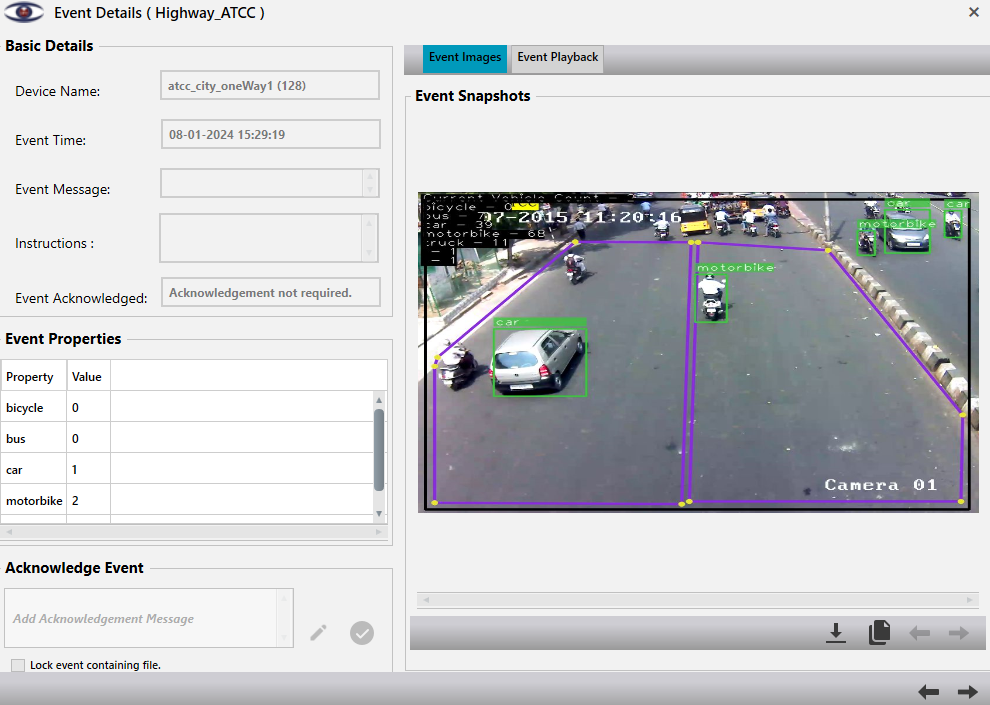 Event Details ( Highway_ATCC )
Basic Details
Device Name:
atcc_city_oneWay1 (128)
Event Time:
08-01-2024 15:29:19
Event Message:
Instructions :
Event Acknowledged:
Acknowledgement not required.
Event Properties
Property Value
bicycle 0
bus 0
car 1
motorbike 2
Acknowledge Event
Add Acknowledgement Message
Lock event containing file.
Event Images
Event Playback
Event Snapshots
Current Vehicle Count
bicycle - 0
bus - 7
07-2015 11:20:16
car - 39
motorbike - 68
truck - 11
car
car
motorbike
motorbike
car
Camera 01